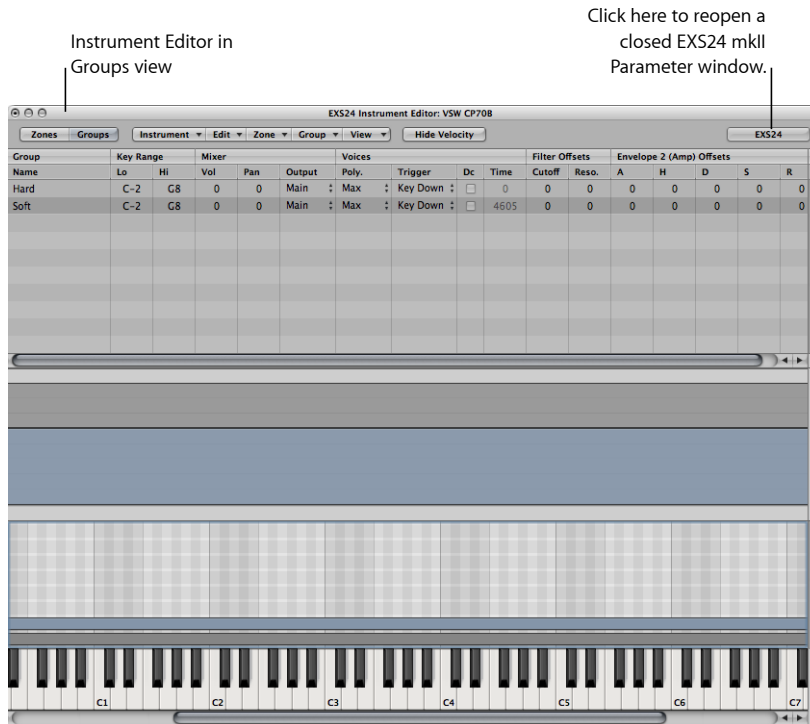 Click here to reopen a
closed EXS24 mkII
Parameter window.
Instrument Editor in
Groups view
EXS24 Instrument Editor: VSW CP70B
Zones Groups Instrument Edit Zone Group View Hide Velocity EXS24
Group Key Range Mixer Voices Filter Offsets Envelope 2 (Amp) Offsets
Name Lo Hi Vol Pan Output Poly. Trigger Dc Time Cutoff Reso. A H D S R
Hard C-2 G8 0 0 Main Max Key Down 0 0 0 0 0 0 0 0
Soft C-2 G8 0 0 Main Max Key Down 4605 0 0 0 0 0 0 0
C1 C2 C3 C4 C5 C6 C7